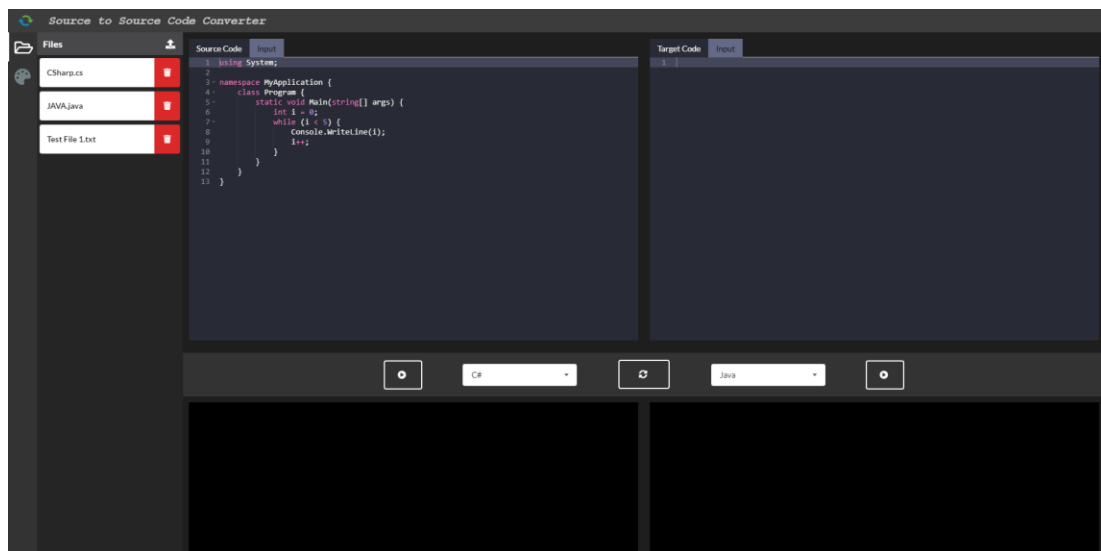 Source to Source Code Converter
Files
CSharp.cs
JAVA.java
Test File 1.txt
Source Code Input
1 using System;
2
3 namespace MyApplication {
4 class Program {
5 static void Main(string[] args) {
6 int i = 0;
7 while (i < 5) {
8 Console.WriteLine(i);
9 i++;
10 }
11 }
12 }
13 }
Target Code Input
1
C#
Java